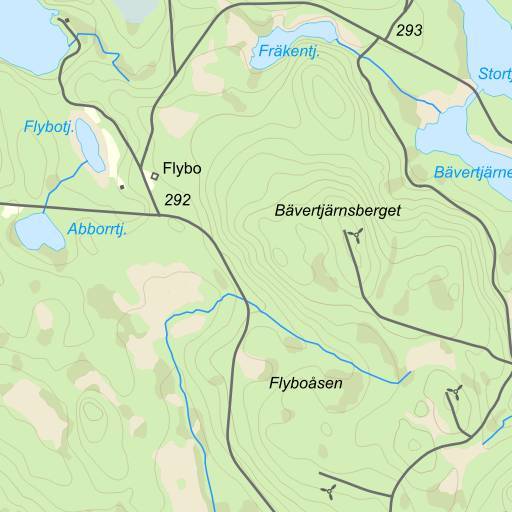 293
Fräkentj.
Stortj
Flybotj.
Flybo
Bävertjärne
292
Bävertjärnsberget
Abborrtj.
Flyboåsen